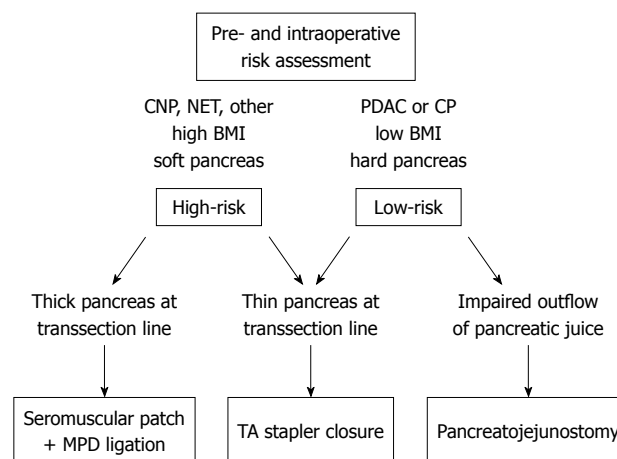 Pre- and intraoperative
risk assessment
CNP, NET, other
high BMI
soft pancreas
PDAC or CP
low BMI
hard pancreas
High-risk
Low-risk
Thick pancreas at
transsection line
Thin pancreas at
transsection line
Impaired outflow
of pancreatic juice
Seromuscular patch
+ MPD ligation
TA stapler closure
Pancreatojejunostomy